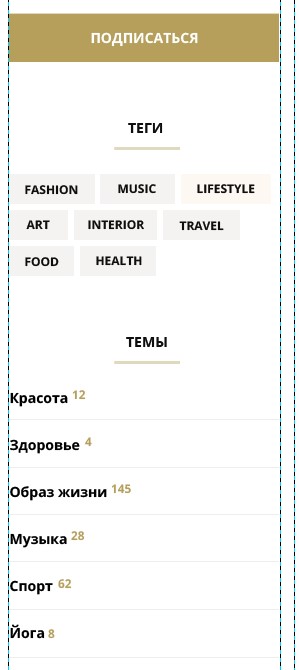 ПОДПИСАТЬСЯ
ТЕГИ
FASHION MUSIC LIFESTYLE
ART INTERIOR TRAVEL
FOOD HEALTH
ТЕМЫ
Красота 12
Здоровье 4
Образ жизни 145
Музыка 28
Спорт 62
Йога 8